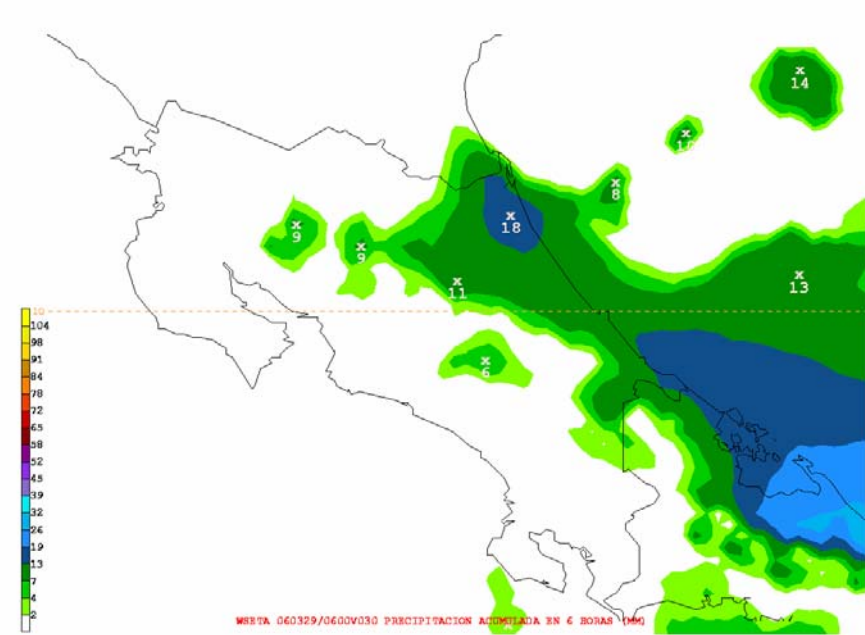 x
14
x
10
x
8
x
18
x
9
x
9
x
13
x
11
10
104
98
91
84
78
72
65
58
52
45
39
32
26
19
13
7
4
2
x
6
WSETA 060329/0600V030 PRECIPITACION ACUMULADA EN 6 HORAS (MM)